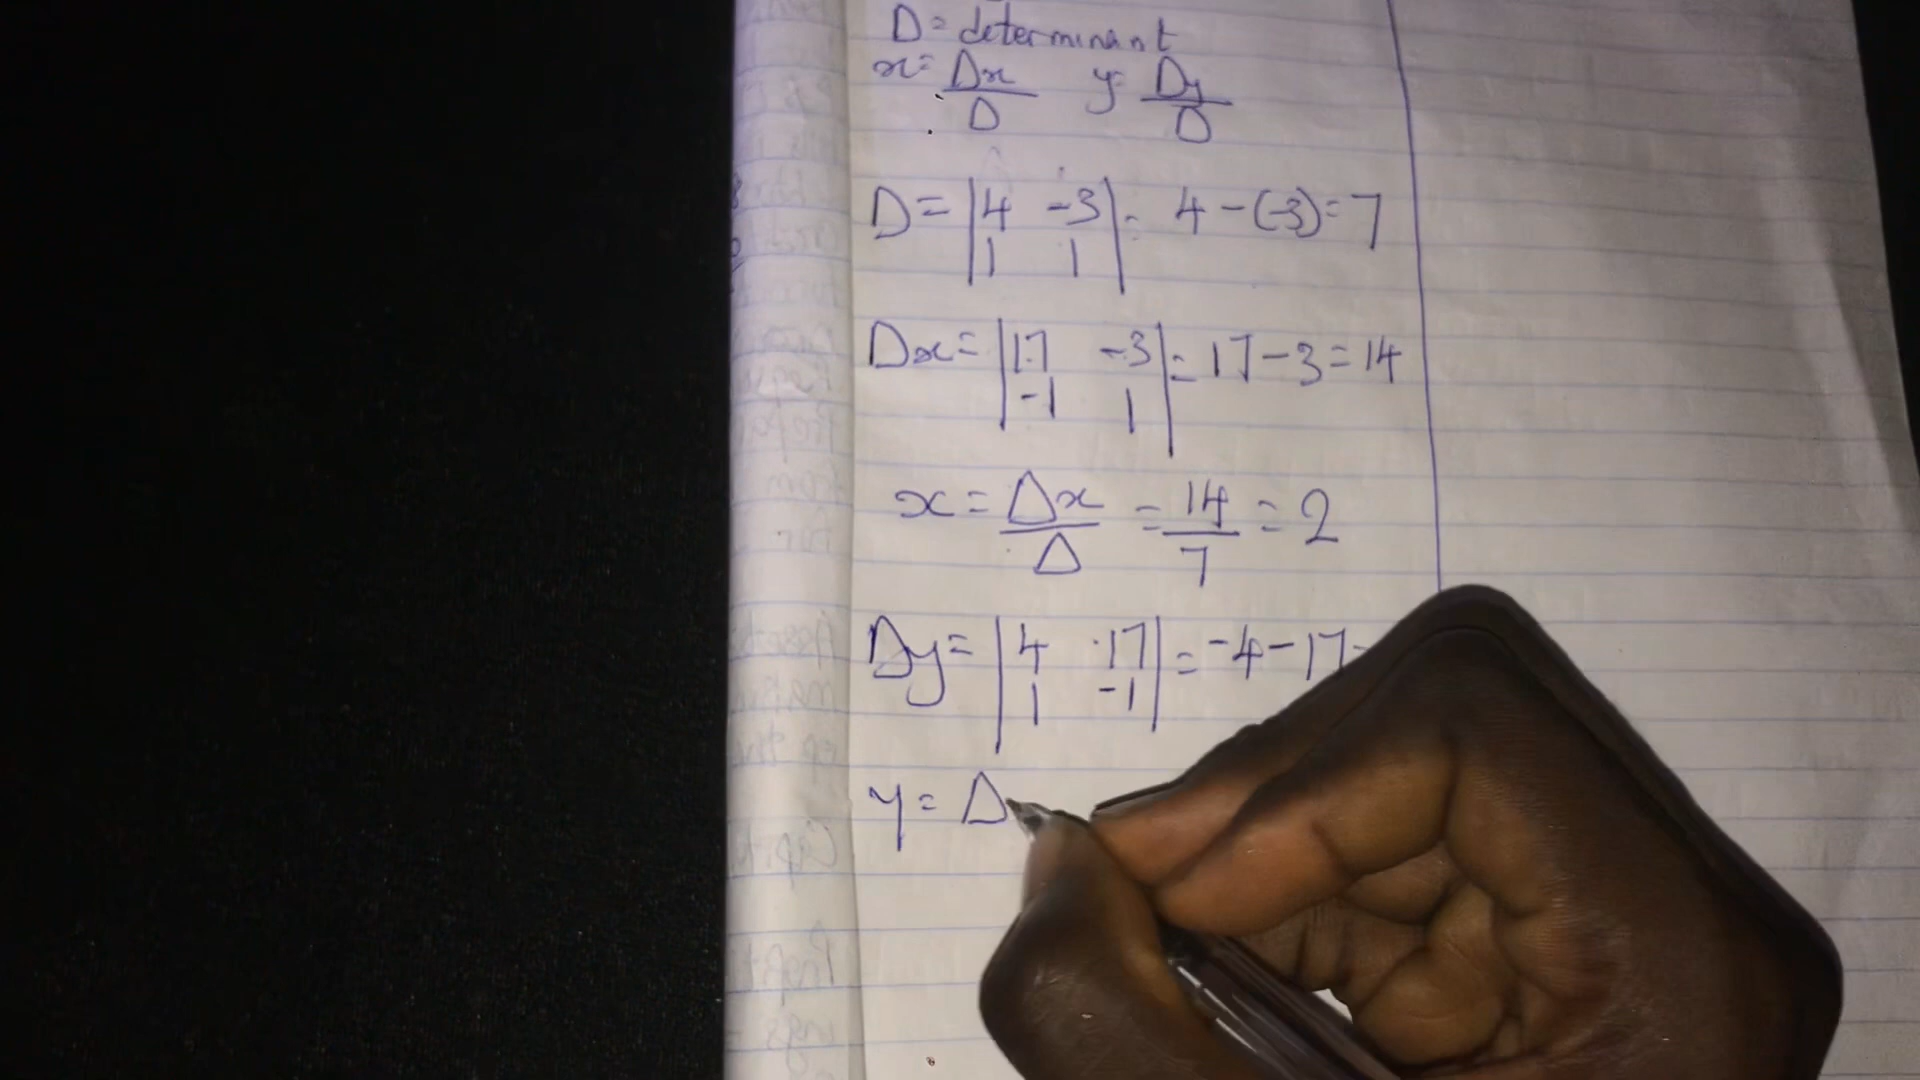 D = determinant
x = Dx/D   y = Dy/D
D = |4 -3| = 4 - (-3) = 7
|1 1|
Dx = |17 -3| = 17 - 3 = 14
|-1 1|
x = Δx/Δ = 14/7 = 2
Dy = |4 17| = -4 - 17
|1 -1|
y = Δ